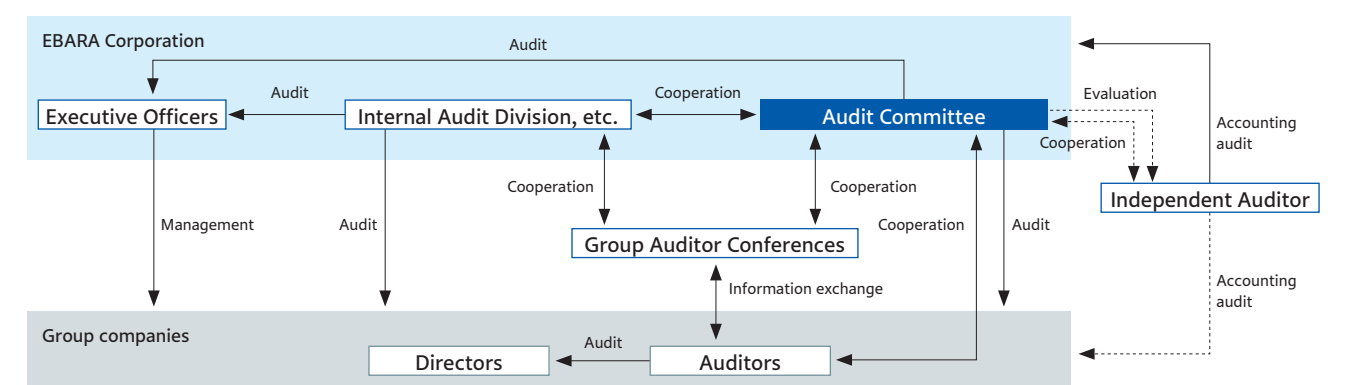 EBARA Corporation
Audit
Audit
Cooperation
Evaluation
Executive Officers
Internal Audit Division, etc.
Audit Committee
Accounting
audit
Cooperation
Cooperation
Cooperation
Independent Auditor
Management
Audit
Cooperation
Audit
Group Auditor Conferences
Information exchange
Accounting
audit
Group companies
Audit
Directors
Auditors